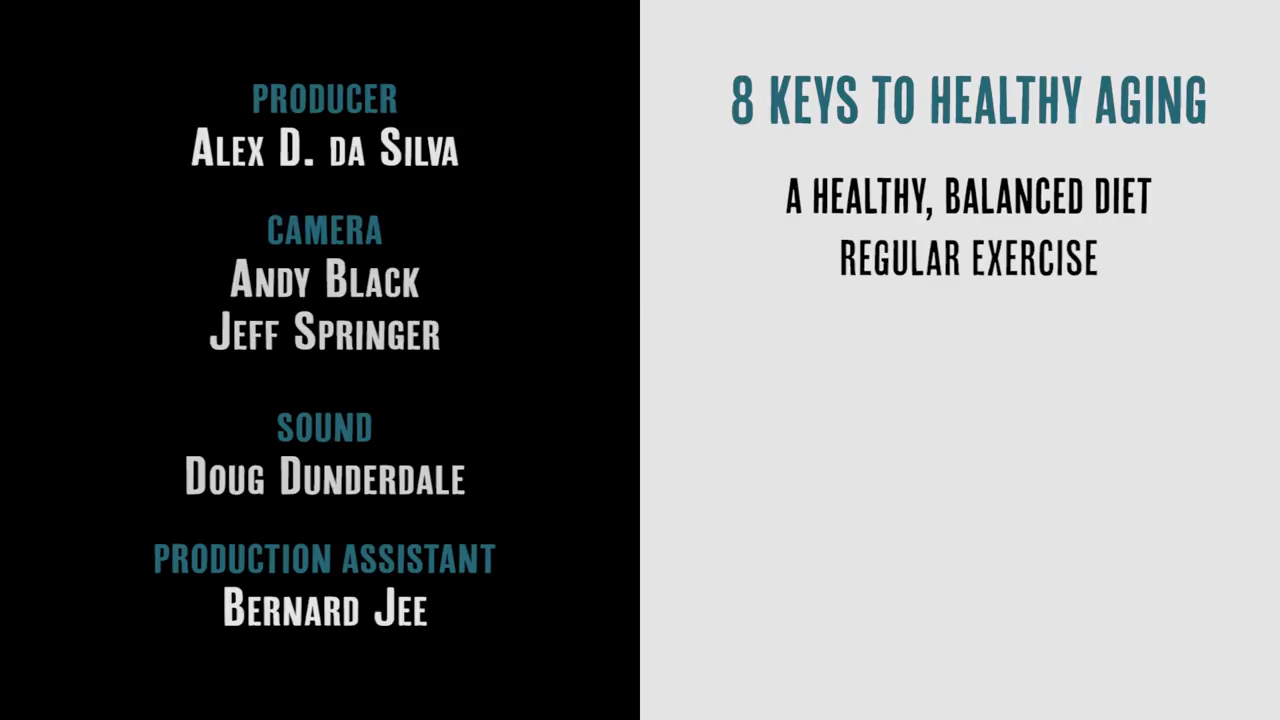 PRODUCER
ALEX D. DA SILVA
CAMERA
ANDY BLACK
JEFF SPRINGER
SOUND
DOUG DUNDERDALE
PRODUCTION ASSISTANT
BERNARD JEE
8 KEYS TO HEALTHY AGING
A HEALTHY, BALANCED DIET
REGULAR EXERCISE